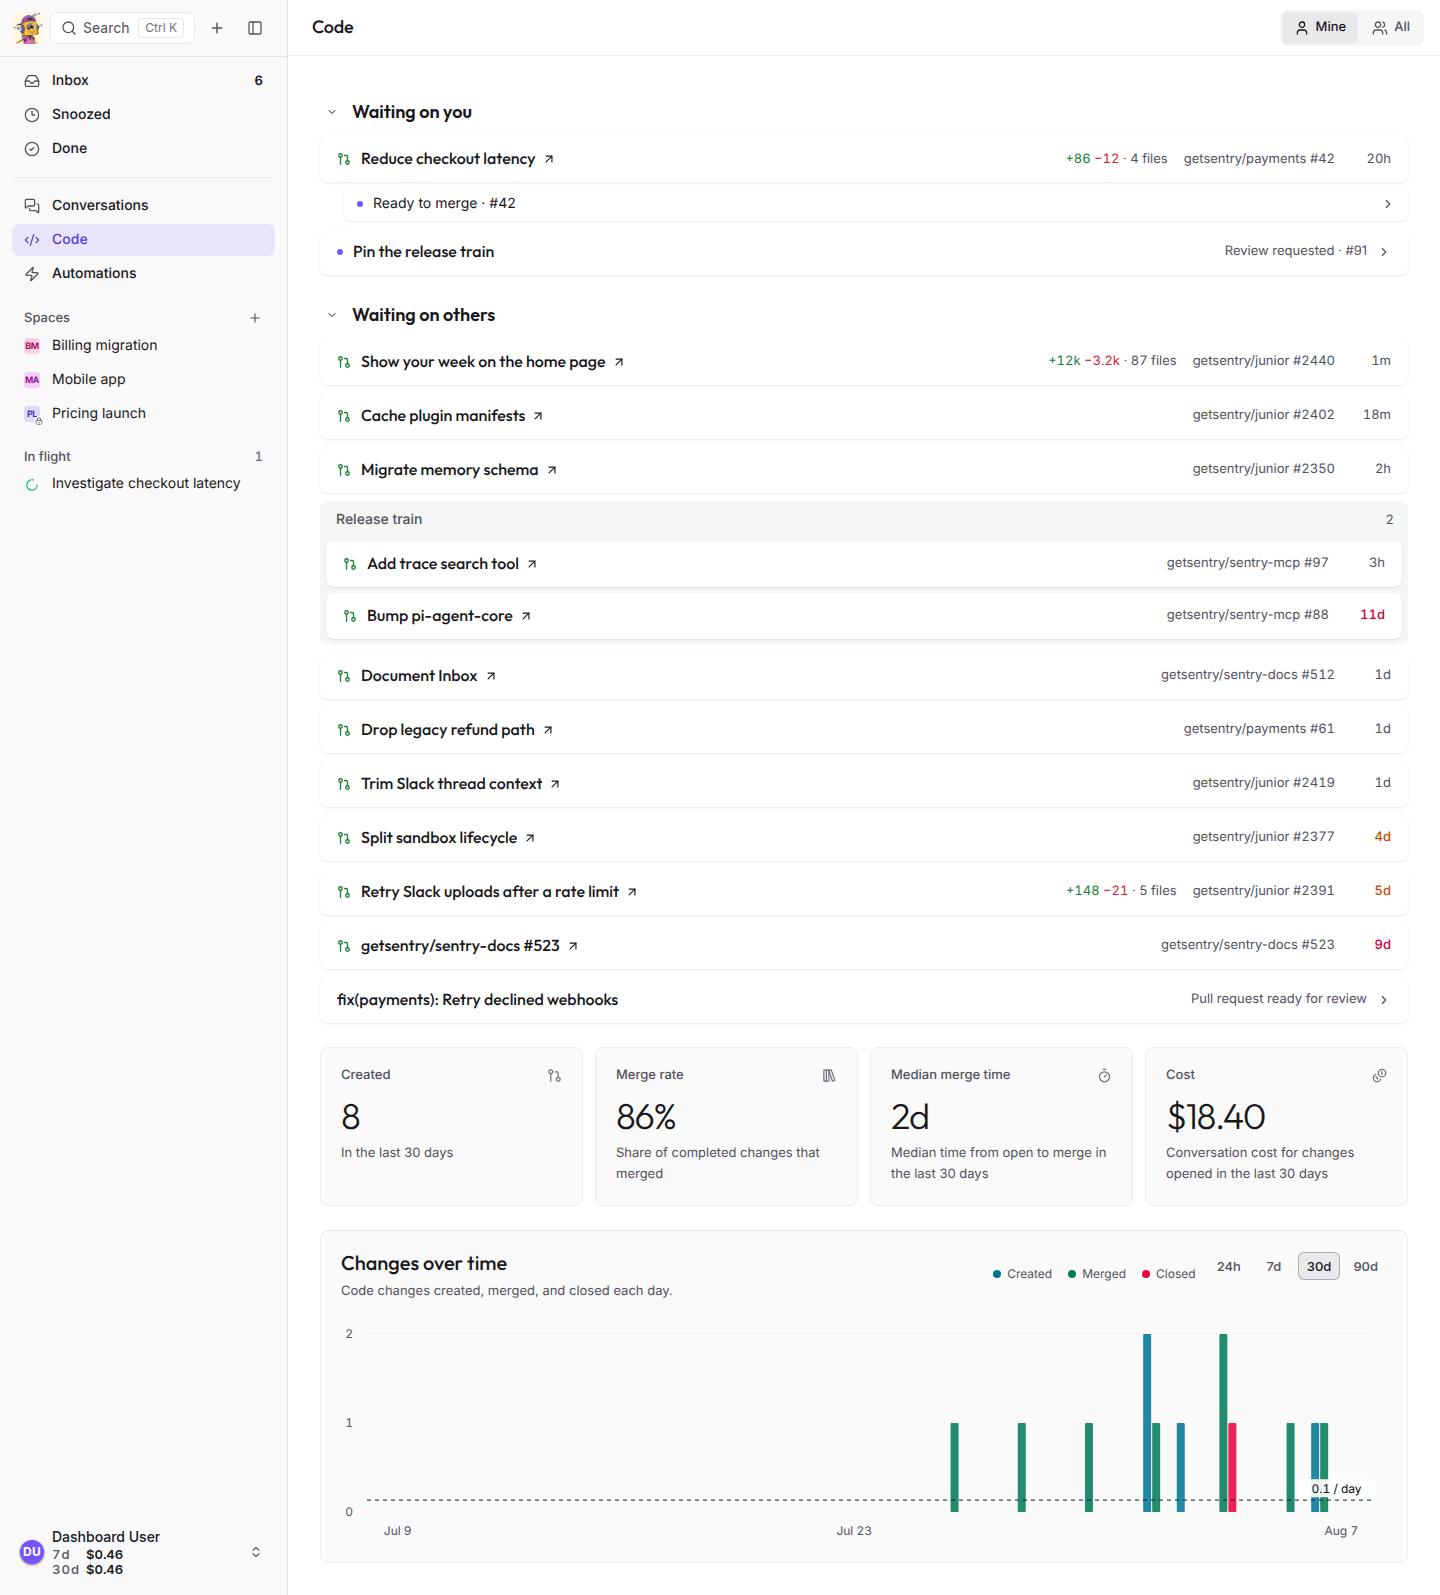 Search Ctrl K
Inbox 6
Snoozed
Done
Conversations
Code
Automations
Spaces
BM Billing migration
MA Mobile app
PL Pricing launch
In flight 1
Investigate checkout latency
DU Dashboard User
7d $0.46
30d $0.46
Code
Mine All
Waiting on you
Reduce checkout latency +86 −12 · 4 files getsentry/payments #42 20h
Ready to merge · #42
Pin the release train Review requested · #91
Waiting on others
Show your week on the home page +12k −3.2k · 87 files getsentry/junior #2440 1m
Cache plugin manifests getsentry/junior #2402 18m
Migrate memory schema getsentry/junior #2350 2h
Release train 2
Add trace search tool getsentry/sentry-mcp #97 3h
Bump pi-agent-core getsentry/sentry-mcp #88 11d
Document Inbox getsentry/sentry-docs #512 1d
Drop legacy refund path getsentry/payments #61 1d
Trim Slack thread context getsentry/junior #2419 1d
Split sandbox lifecycle getsentry/junior #2377 4d
Retry Slack uploads after a rate limit +148 −21 · 5 files getsentry/junior #2391 5d
getsentry/sentry-docs #523 getsentry/sentry-docs #523 9d
fix(payments): Retry declined webhooks Pull request ready for review
Created
8
In the last 30 days
Merge rate
86%
Share of completed changes that
merged
Median merge time
2d
Median time from open to merge in
the last 30 days
Cost
$18.40
Conversation cost for changes
opened in the last 30 days
Changes over time
Code changes created, merged, and closed each day.
Created Merged Closed 24h 7d 30d 90d
2
1
0
0.1 / day
Jul 9 Jul 23 Aug 7